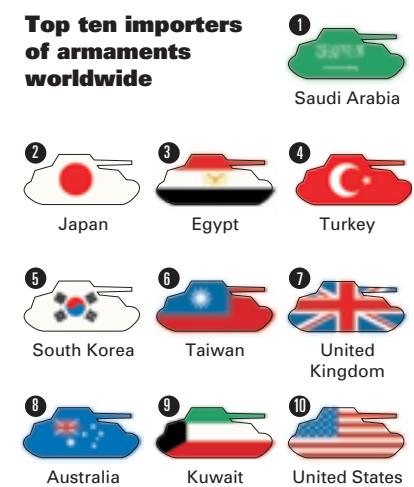 Top ten importers
of armaments
worldwide
1
Saudi Arabia
2
Japan
3
Egypt
4
Turkey
5
South Korea
6
Taiwan
7
United
Kingdom
8
Australia
9
Kuwait
10
United States